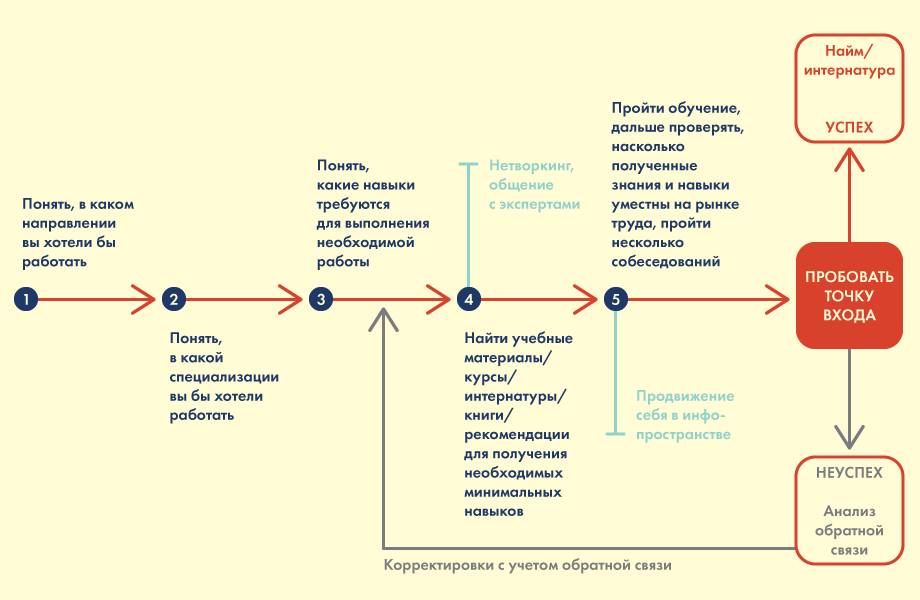 Понять, в каком
направлении
вы хотели бы
работать
1
2
Понять,
в какой
специализации
вы бы хотели
работать
Понять,
какие навыки
требуются
для выполнения
необходимой
работы
3
Нетворкинг,
общение
с экспертами
4
Найти учебные
материалы/
курсы/
интернатуры/
книги/
рекомендации
для получения
необходимых
минимальных
навыков
Пройти обучение,
дальше проверять,
насколько
полученные
знания и навыки
уместны на рынке
труда, пройти
несколько
собеседований
5
Продвижение
себя в инфо-
пространстве
ПРОБОВАТЬ
ТОЧКУ
ВХОДА
Найм/
интернатура
УСПЕХ
НЕУСПЕХ
Анализ
обратной
связи
Корректировки с учетом обратной связи